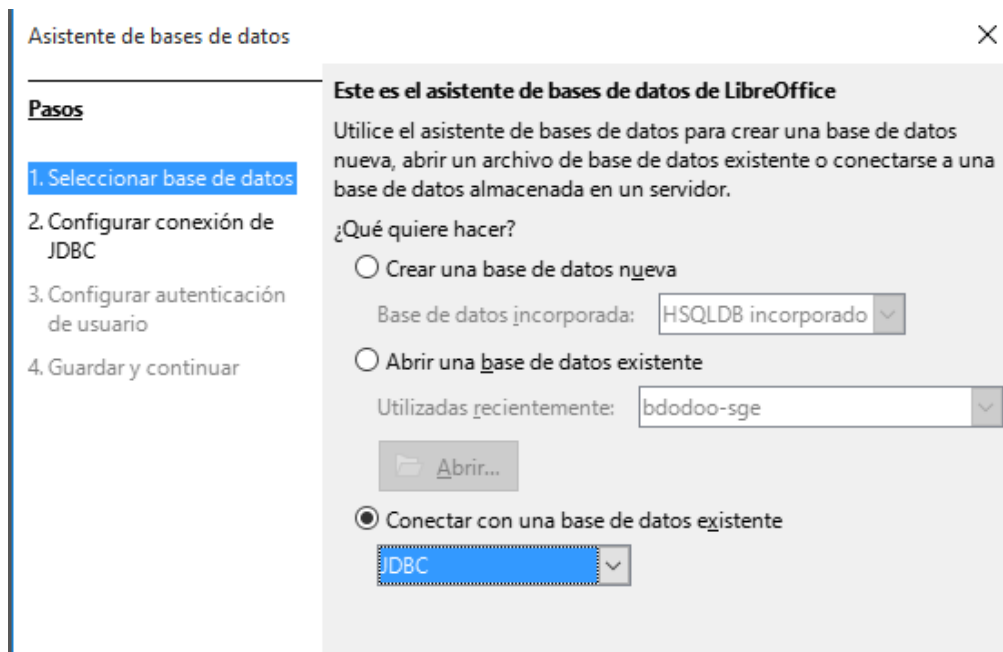 Asistente de bases de datos
Pasos
1. Seleccionar base de datos
2. Configurar conexión de
JDBC
3. Configurar autenticación
de usuario
4. Guardar y continuar
Este es el asistente de bases de datos de LibreOffice
Utilice el asistente de bases de datos para crear una base de datos
nueva, abrir un archivo de base de datos existente o conectarse a una
base de datos almacenada en un servidor.
¿Qué quiere hacer?
Crear una base de datos nueva
Base de datos incorporada: HSQLDB incorporado
Abrir una base de datos existente
Utilizadas recientemente: bdodoo-sge
Abrir...
Conectar con una base de datos existente
JDBC